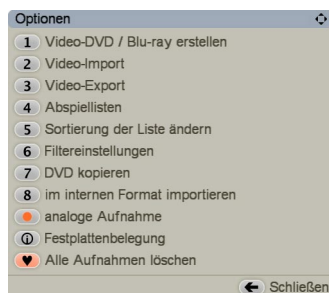 Optionen
1 Video-DVD / Blu-ray erstellen
2 Video-Import
3 Video-Export
4 Abspiellisten
5 Sortierung der Liste ändern
6 Filtereinstellungen
7 DVD kopieren
8 im internen Format importieren
analoge Aufnahme
Festplattenbelegung
Alle Aufnahmen löschen
Schließen